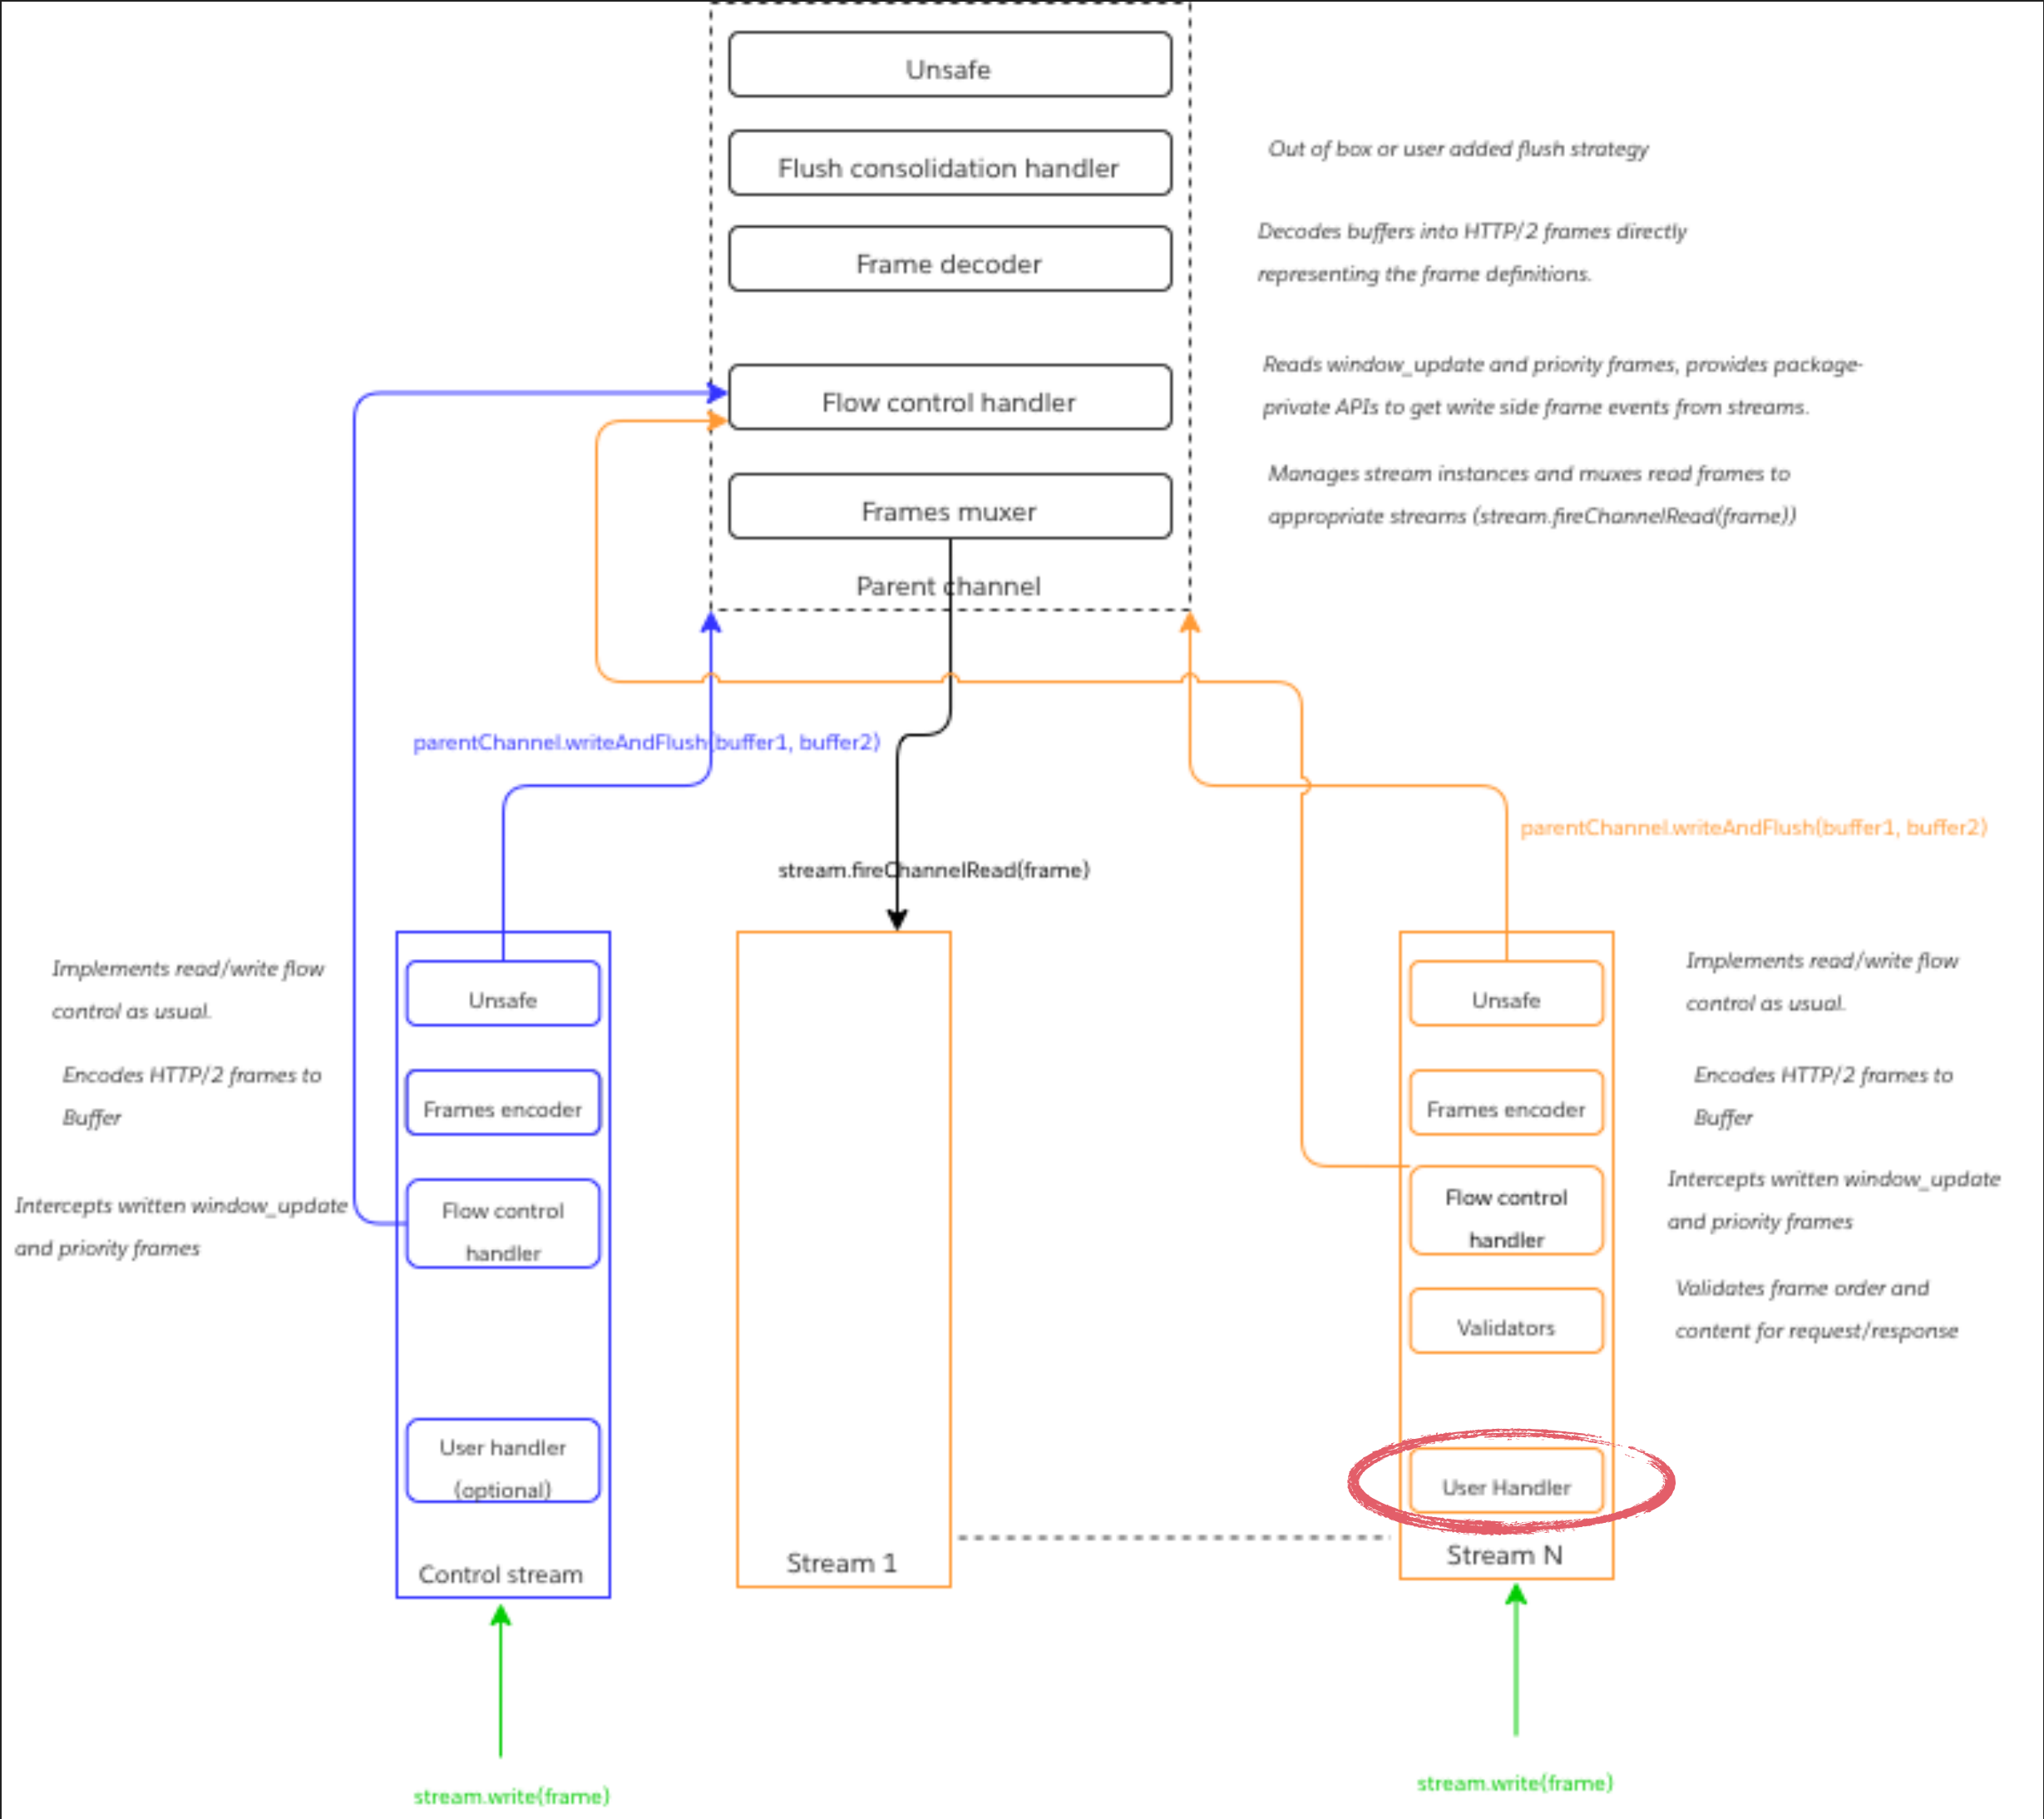 Unsafe
Flush consolidation handler
Out of box or user added flush strategy
Frame decoder
Decodes buffers into HTTP/2 frames directly
representing the frame definitions.
Flow control handler
Reads window_update and priority frames, provides package-
private APIs to get write side frame events from streams.
Frames muxer
Manages stream instances and muxes read frames to
appropriate streams (stream.fireChannelRead(frame))
Parent channel
parentChannel.writeAndFlush(buffer1, buffer2)
parentChannel.writeAndFlush(buffer1, buffer2)
stream.fireChannelRead(frame)
Implements read/write flow
control as usual.
Encodes HTTP/2 frames to
Buffer
Intercepts written window_update
and priority frames
Unsafe
Frames encoder
Flow control
handler
User handler
(optional)
Control stream
stream.write(frame)
Stream 1
Unsafe
Frames encoder
Flow control
handler
Validators
User Handler
Stream N
stream.write(frame)
Implements read/write flow
control as usual.
Encodes HTTP/2 frames to
Buffer
Intercepts written window_update
and priority frames
Validates frame order and
content for request/response